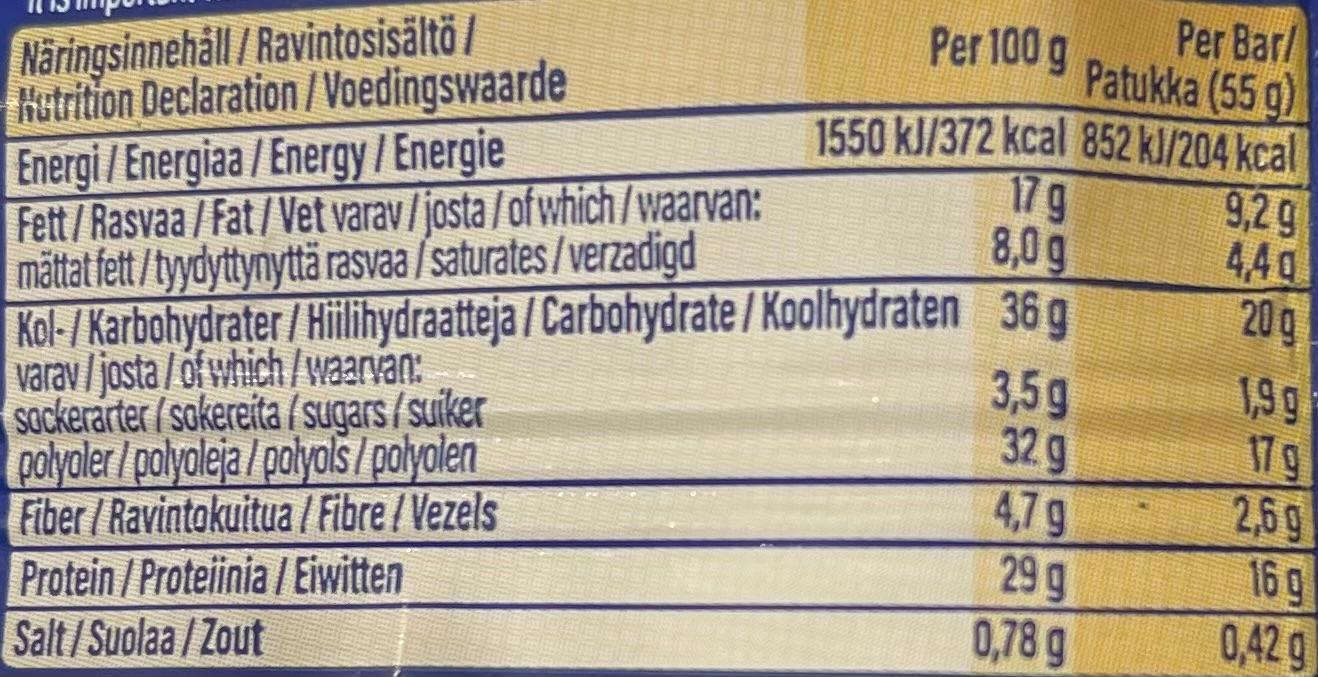 Näringsinnehåll / Ravintosisältö /
Nutrition Declaration / Voedingswaarde
Per 100 g
Per Bar/
Patukka (55 g)
Energi / Energiaa / Energy / Energie 1550 kJ/372 kcal 852 kJ/204 kcal
Fett / Rasvaa / Fat / Vet varav / josta / of which / waarvan: 17 g 9,2 g
mättat fett / tyydyttynyttä rasvaa / saturates / verzadigd 8,0 g 4,4 g
Kol- / Karbohydrater / Hiilihydraatteja / Carbohydrate / Koolhydraten 36 g 20 g
varav / josta / of which / waarvan:
sockerarter / sokereita / sugars / suiker 3,5 g 1,9 g
polyoler / polyoleja / polyols / polyolen 32 g 17 g
Fiber / Ravintokuitua / Fibre / Vezels 4,7 g 2,6 g
Protein / Proteiinia / Eiwitten 29 g 16 g
Salt / Suolaa / Zout 0,78 g 0,42 g